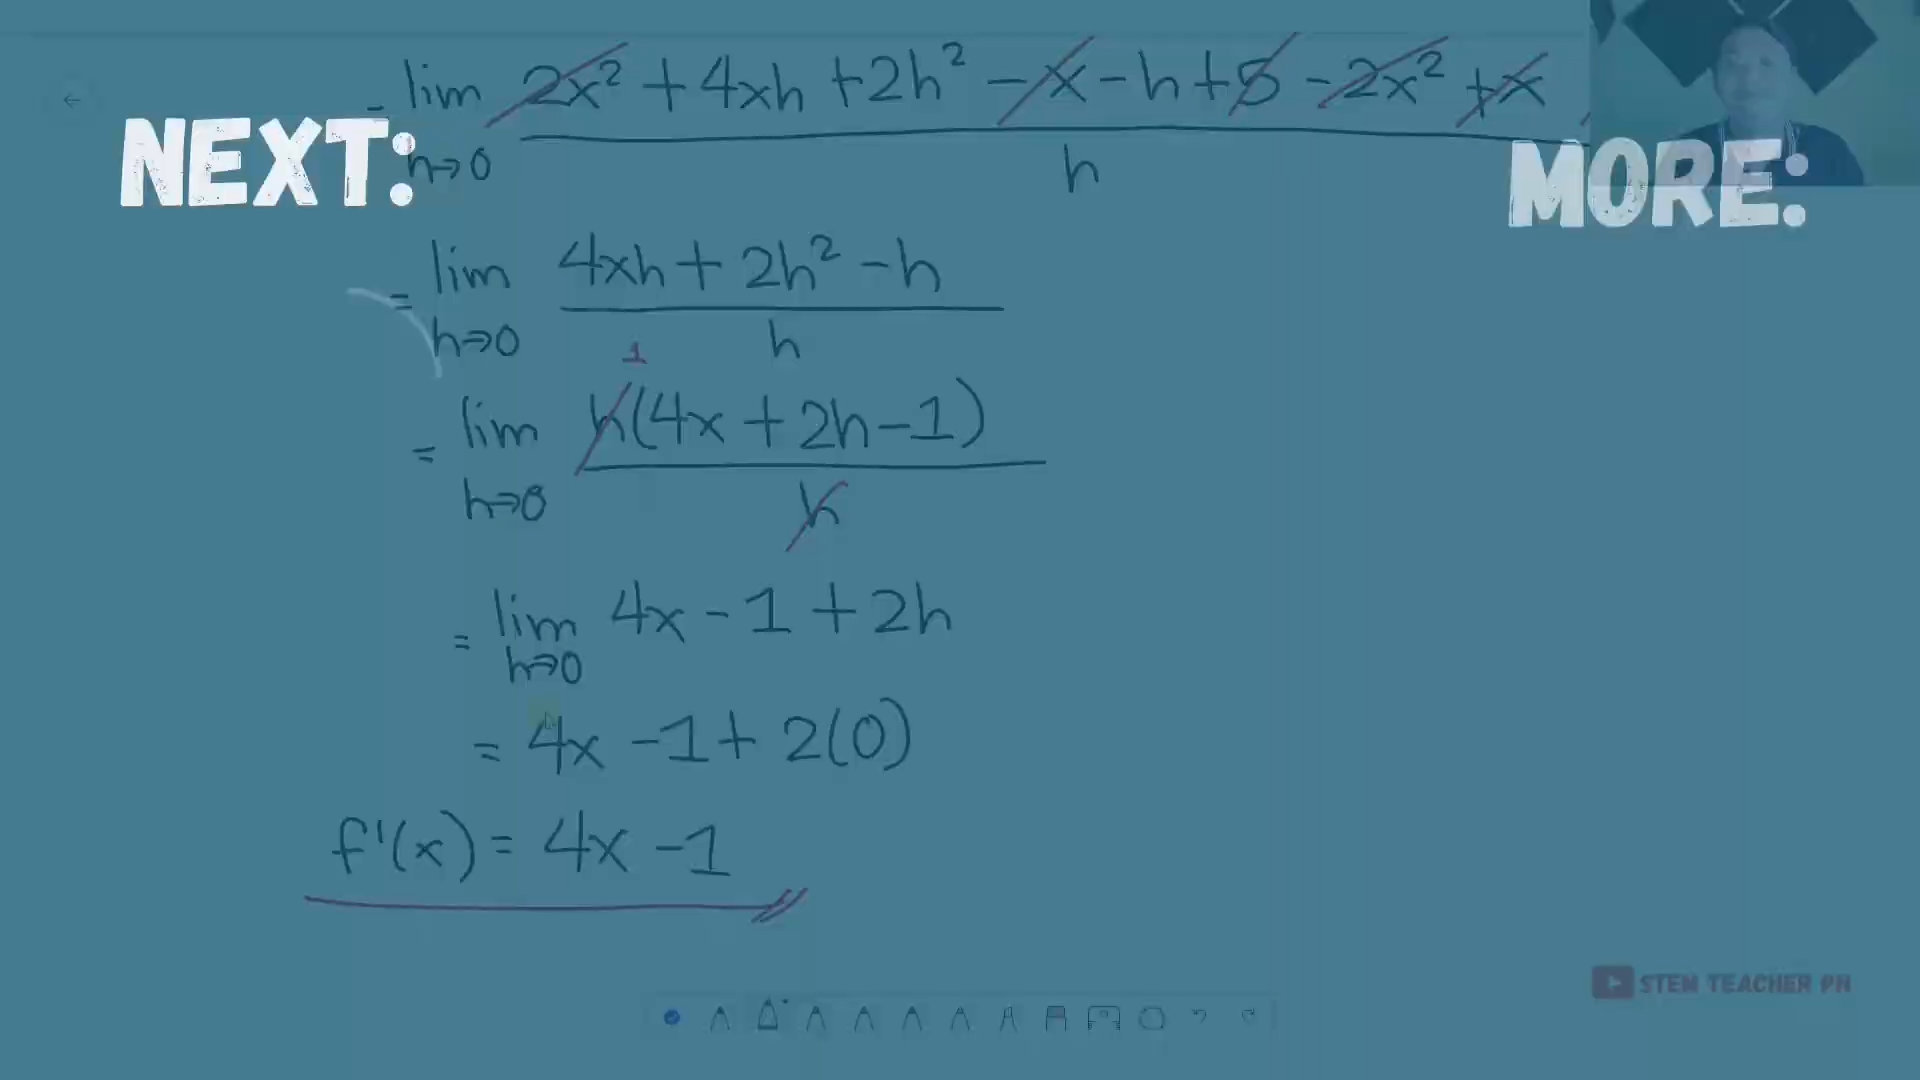 = lim 2x² + 4xh + 2h² - x - h + 5 - 2x² + x
h→0 h
NEXT:
MORE:
= lim 4xh + 2h² - h
h→0 h
1
= lim h(4x + 2h - 1)
h→0 h
= lim 4x - 1 + 2h
h→0
= 4x - 1 + 2(0)
f'(x) = 4x - 1
STEM TEACHER PH